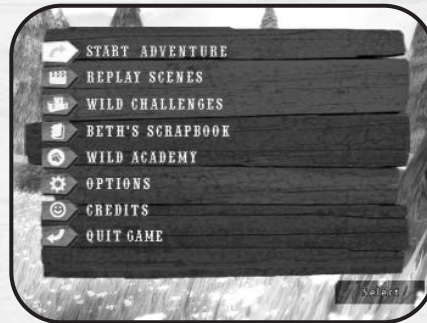 START ADVENTURE
REPLAY SCENES
WILD CHALLENGES
BETH'S SCRAPBOOK
WILD ACADEMY
OPTIONS
CREDITS
QUIT GAME
Select